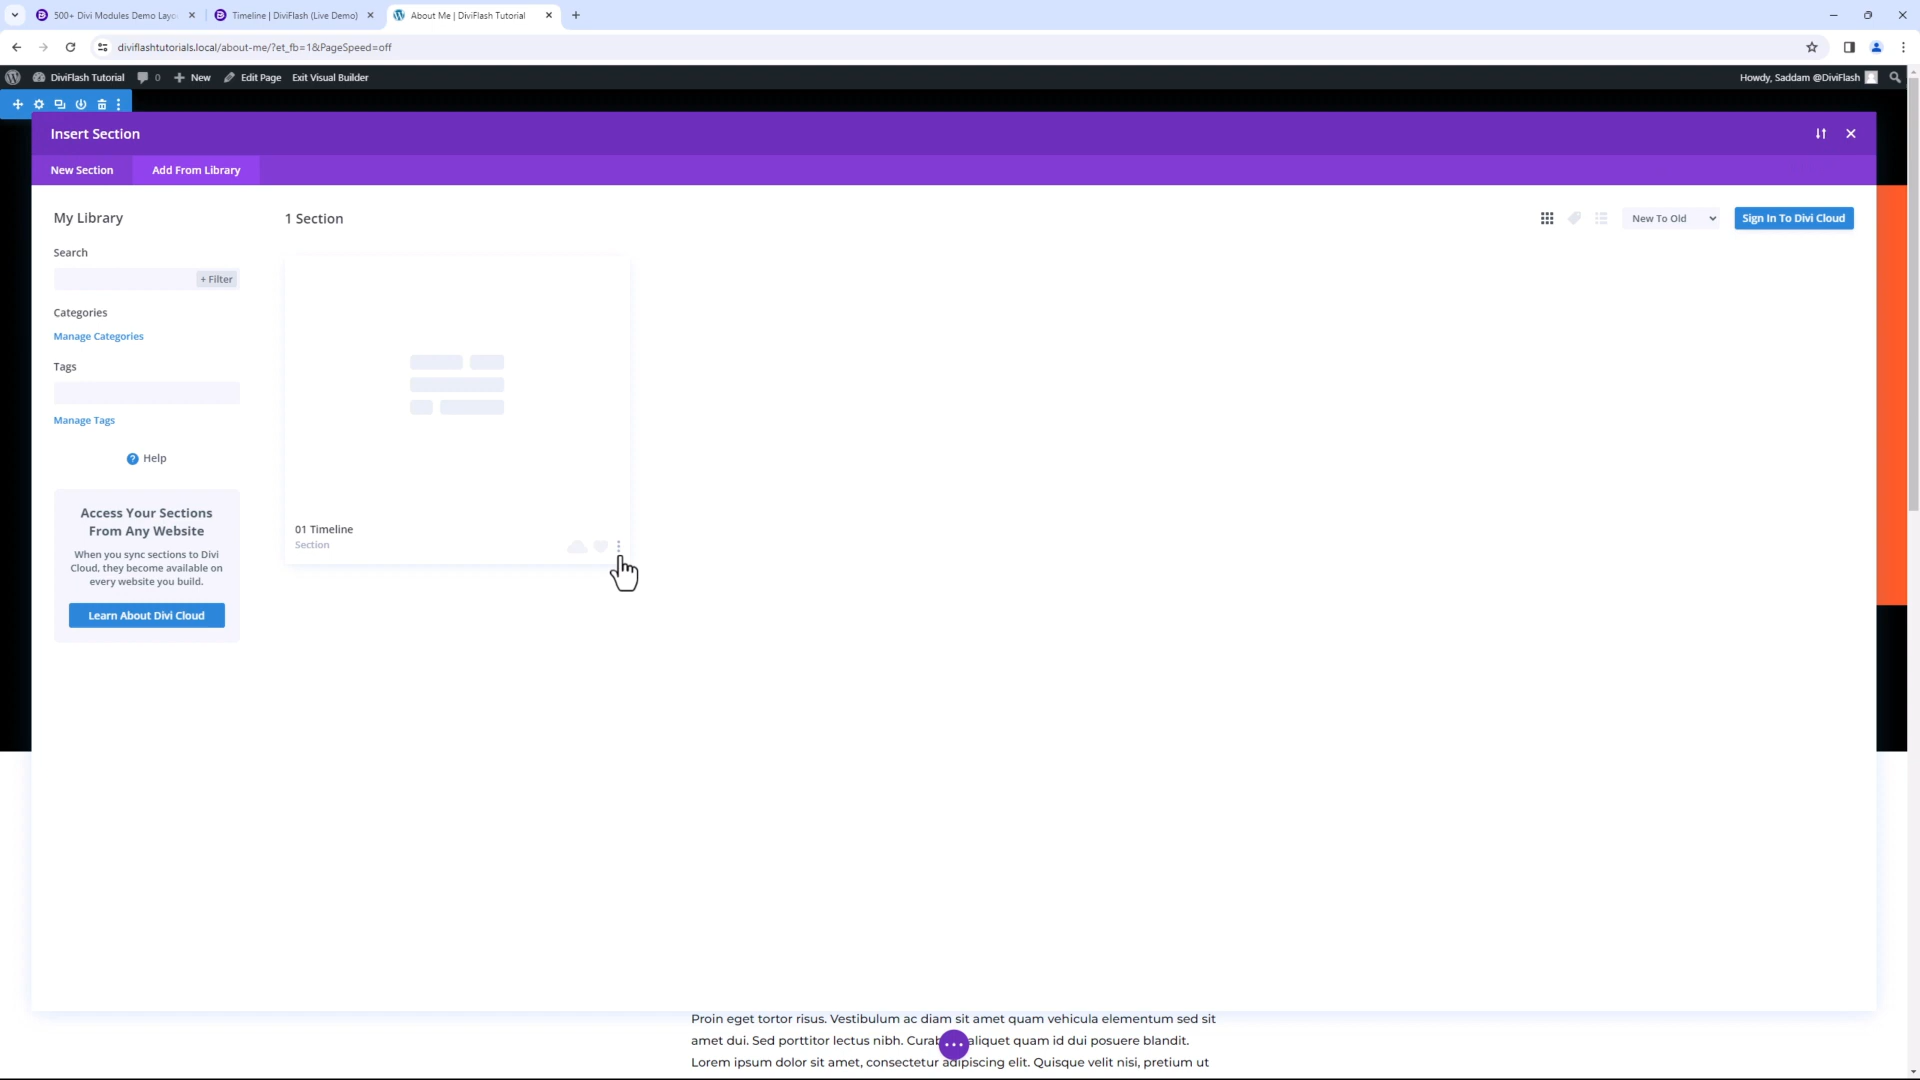 500+ Divi Modules Demo Layo
Timeline | DiviFlash (Live Demo)
About Me | DiviFlash Tutorial
diviflashtutorials.local/about-me/?et_fb=1&PageSpeed=off
DiviFlash Tutorial
0
New
Edit Page
Exit Visual Builder
Howdy, Saddam @DiviFlash
Insert Section
New Section
Add From Library
My Library
1 Section
New To Old
Sign In To Divi Cloud
Search
+ Filter
Categories
Manage Categories
Tags
Manage Tags
? Help
Access Your Sections
From Any Website
When you sync sections to Divi
Cloud, they become available on
every website you build.
Learn About Divi Cloud
01 Timeline
Section
Proin eget tortor risus. Vestibulum ac diam sit amet quam vehicula elementum sed sit
amet dui. Sed porttitor lectus nibh. aliquet quam id dui posuere blandit.
Lorem ipsum dolor sit amet, consectetur adipiscing elit. Quisque velit nisi, pretium ut